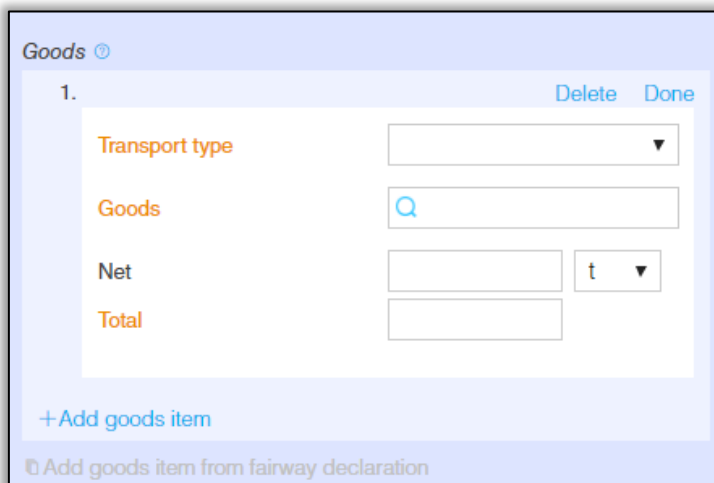 Goods
1. Delete Done
Transport type
Goods
Net t
Total
+Add goods item
Add goods item from fairway declaration